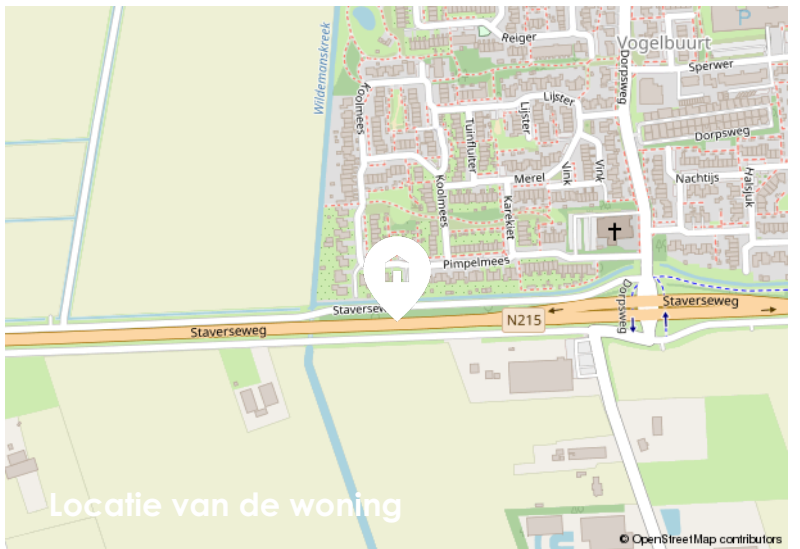 Reiger
Vogelbuurt
P
Sperwer
Dorpsweg
Wildemanskreek
Koolmees
Lijster
Lijster
Tuinfluiter
Dorpsweg
Merel
Vink
Vink
Nachtijs
Halsjuk
Koolmees
Karekiet
Pimpelmees
Dorpsweg
Staverseweg
Staversew
N215
Staverseweg
Locatie van de woning
© OpenStreetMap contributors